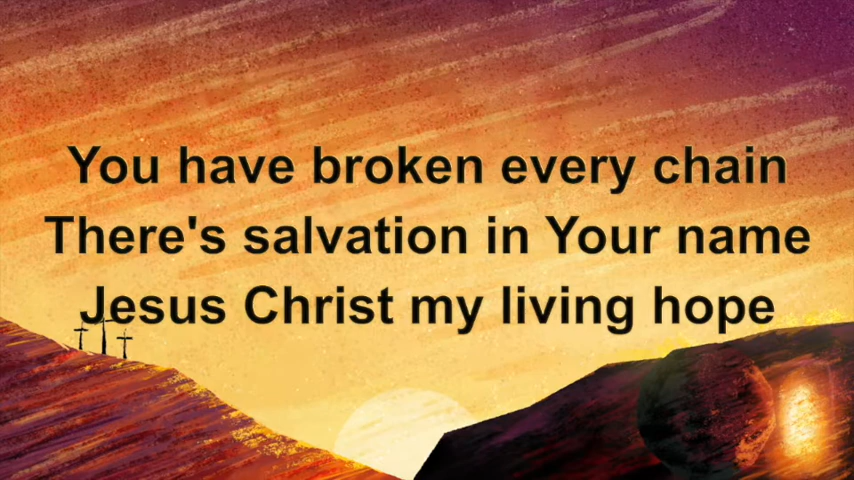 You have broken every chain
There's salvation in Your name
Jesus Christ my living hope